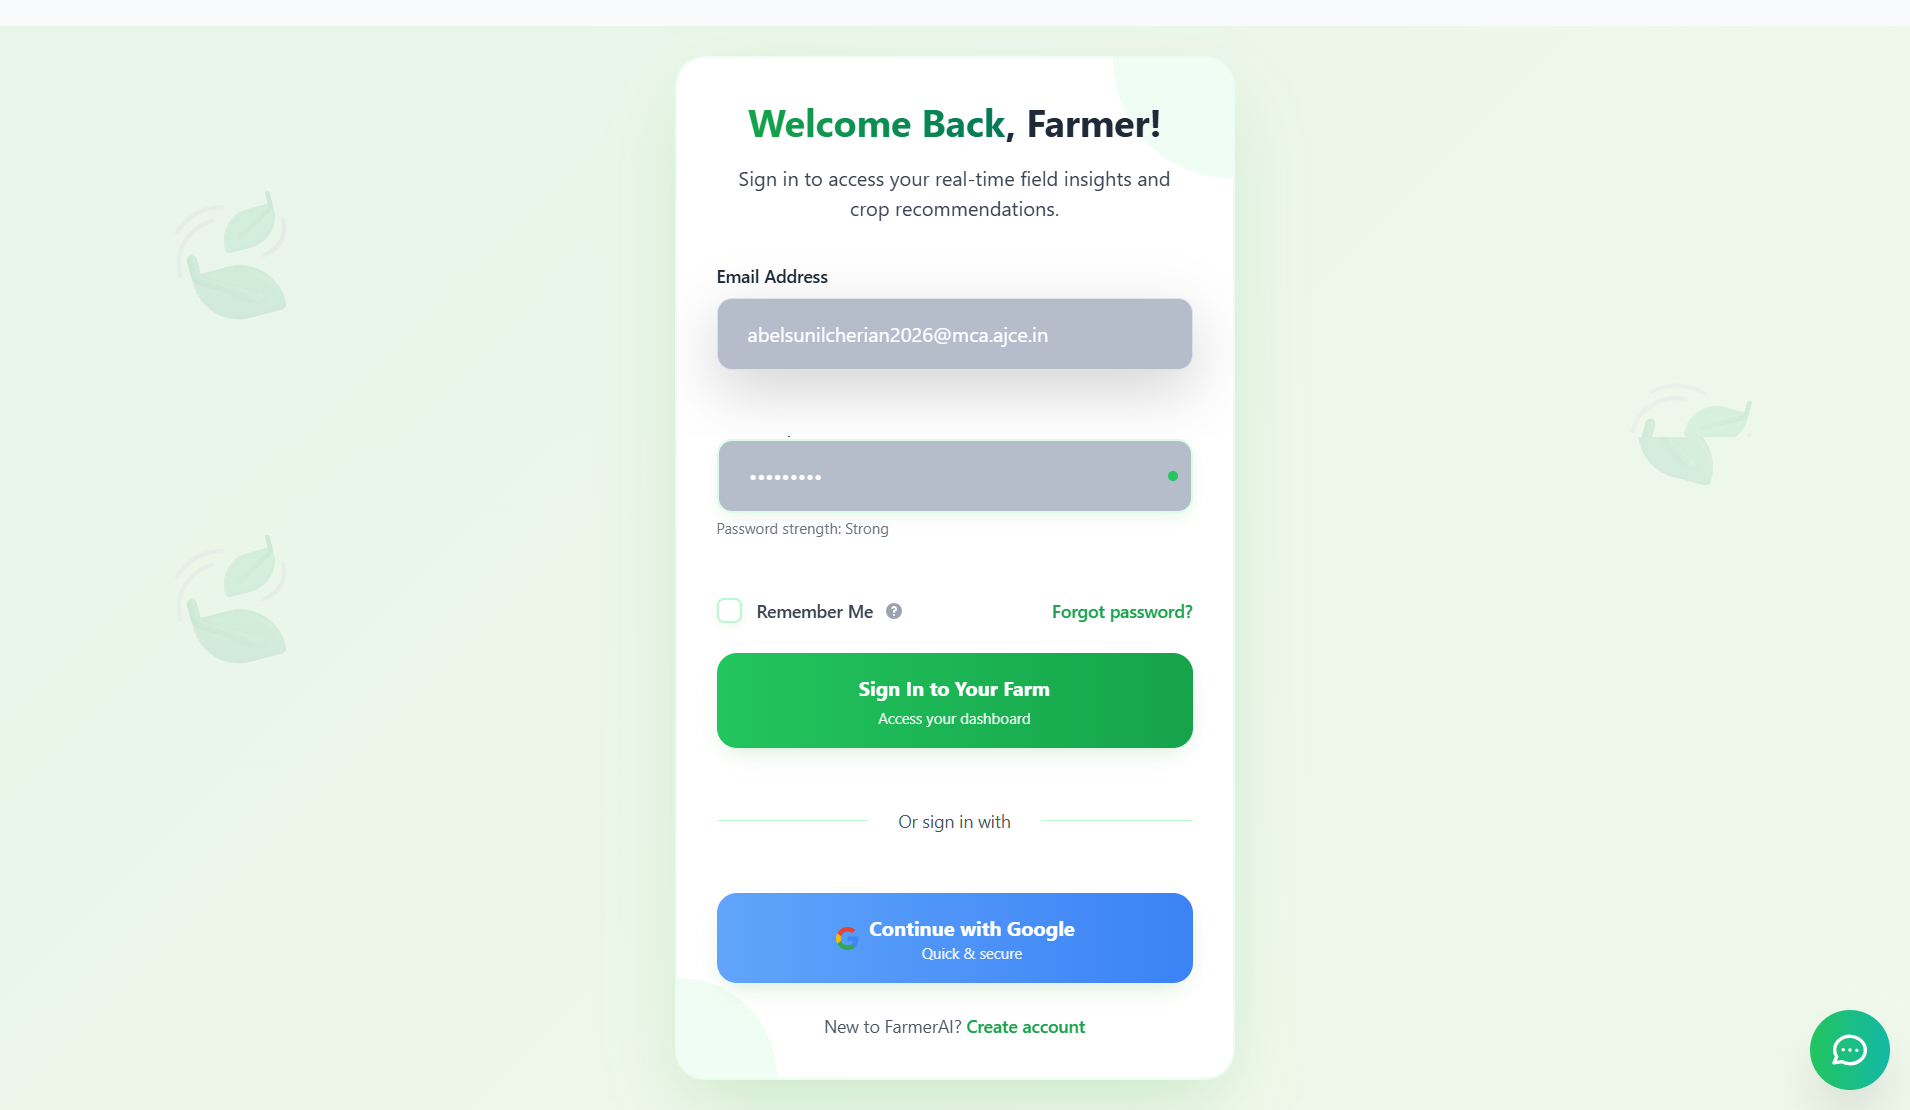 Welcome Back, Farmer!
Sign in to access your real-time field insights and
crop recommendations.
Email Address
abelsunilcherian2026@mca.ajce.in
•••••••••
Password strength: Strong
Remember Me ?
Forgot password?
Sign In to Your Farm
Access your dashboard
Or sign in with
Continue with Google
Quick & secure
New to FarmerAI? Create account